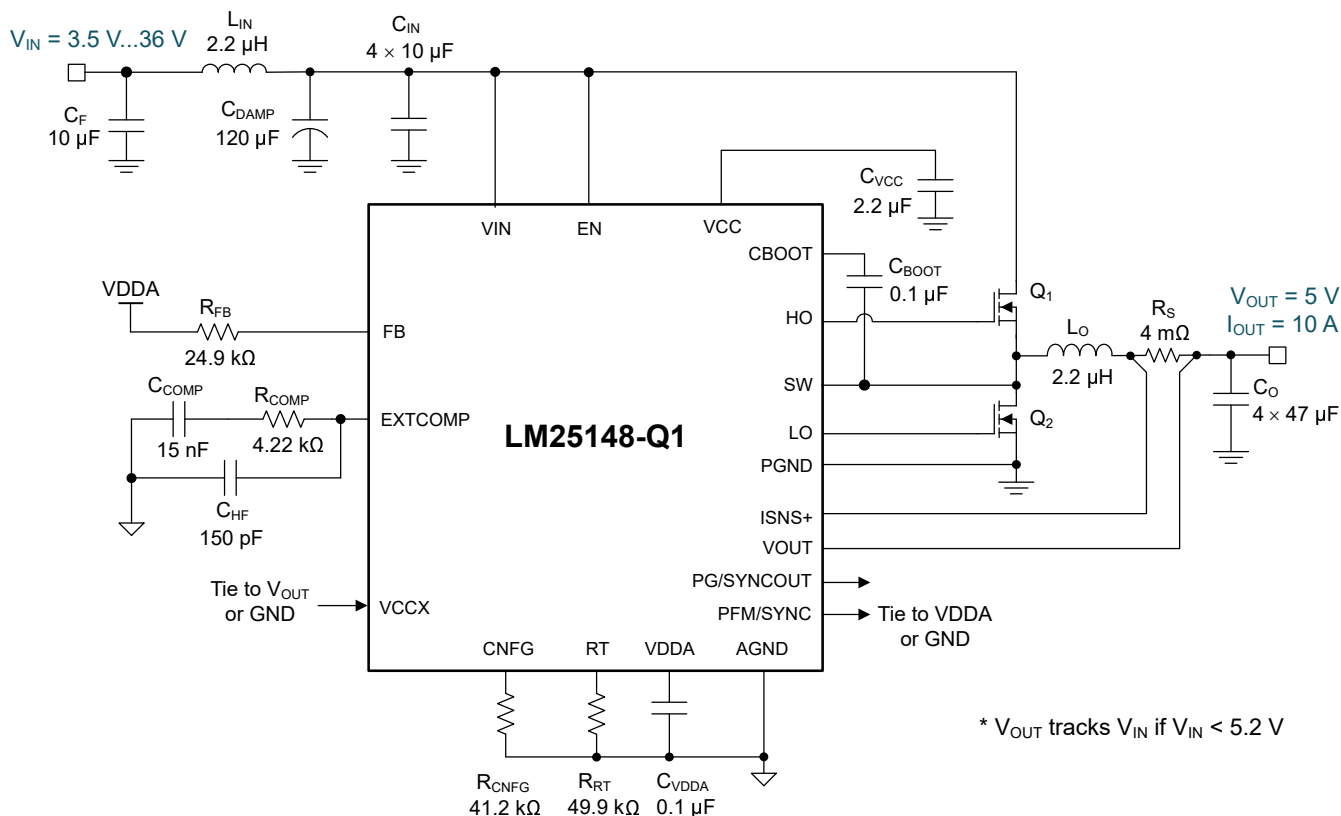 V_IN = 3.5 V...36 V
L_IN
2.2 µH
C_IN
4 × 10 µF
C_F
10 µF
C_DAMP
120 µF
C_VCC
2.2 µF
VIN
EN
VCC
CBOOT
C_BOOT
0.1 µF
VDDA
R_FB
24.9 kΩ
FB
HO
Q_1
V_OUT = 5 V
I_OUT = 10 A
L_O
2.2 µH
R_S
4 mΩ
C_COMP
15 nF
R_COMP
4.22 kΩ
EXTCOMP
LM25148-Q1
SW
C_O
4 × 47 µF
LO
Q_2
PGND
C_HF
150 pF
ISNS+
VOUT
Tie to V_OUT
or GND
VCCX
PG/SYNCOUT
PFM/SYNC
Tie to VDDA
or GND
CNFG
RT
VDDA
AGND
* V_OUT tracks V_IN if V_IN < 5.2 V
R_CNFG
41.2 kΩ
R_RT
49.9 kΩ
C_VDDA
0.1 µF